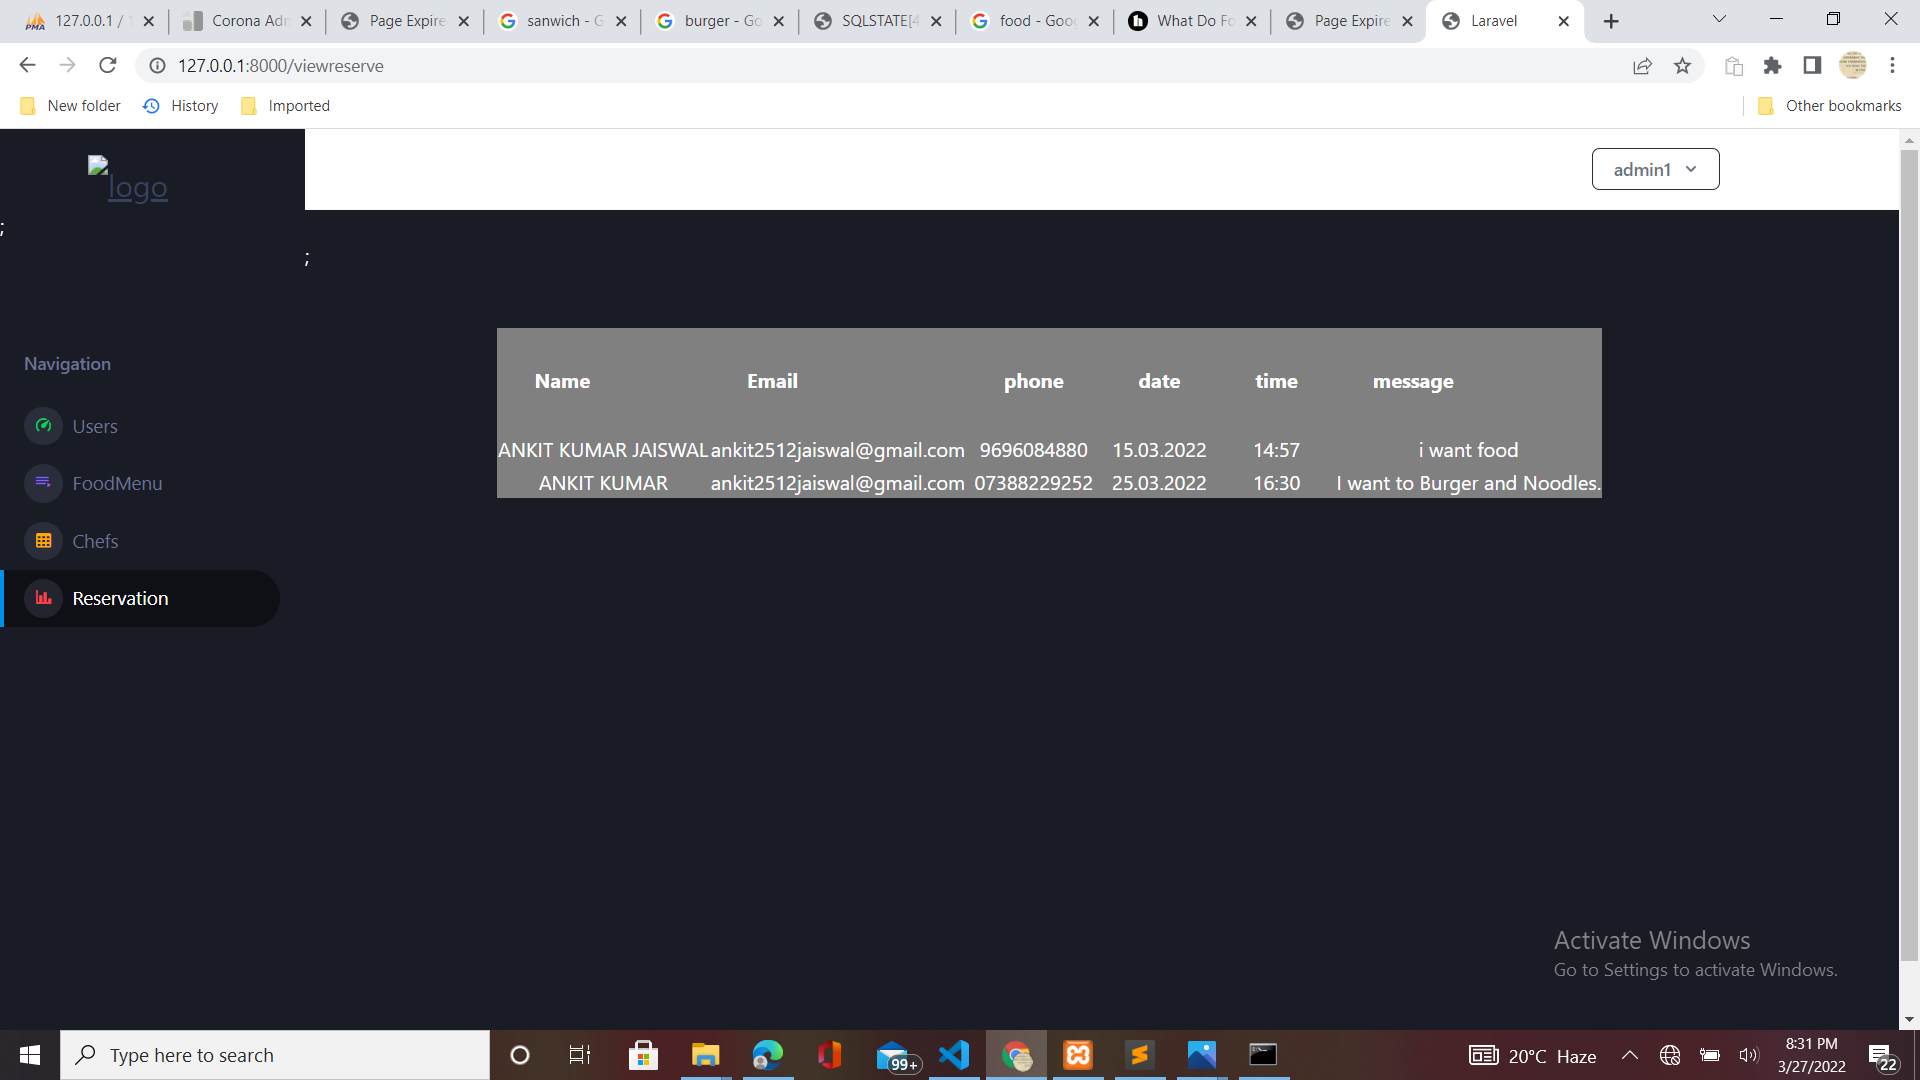 127.0.0.1 / 1
Corona Adm
Page Expire
sanwich - G
burger - Go
SQLSTATE[4
food - Goog
What Do Fo
Page Expire
Laravel
127.0.0.1:8000/viewreserve
New folder
History
Imported
Other bookmarks
logo
admin1
;
;
Navigation
Users
FoodMenu
Chefs
Reservation
Name Email phone date time message
ANKIT KUMAR JAISWAL ankit2512jaiswal@gmail.com 9696084880 15.03.2022 14:57 i want food
ANKIT KUMAR ankit2512jaiswal@gmail.com 07388229252 25.03.2022 16:30 I want to Burger and Noodles.
Activate Windows
Go to Settings to activate Windows.
Type here to search
99+
20°C Haze
8:31 PM
3/27/2022
22